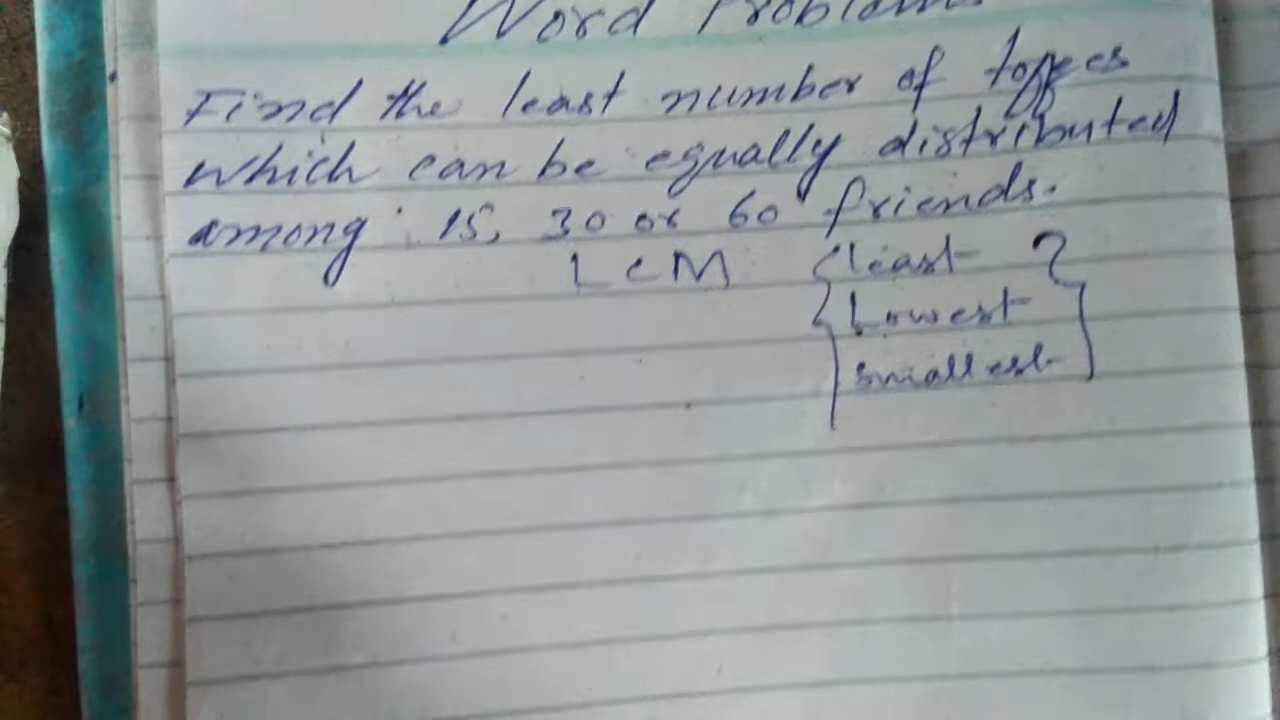 Word Problems
Find the least number of toffees
which can be equally distributed
among 15, 30 or 60 friends.
LCM { least }
{ Lowest }
{ smallest }